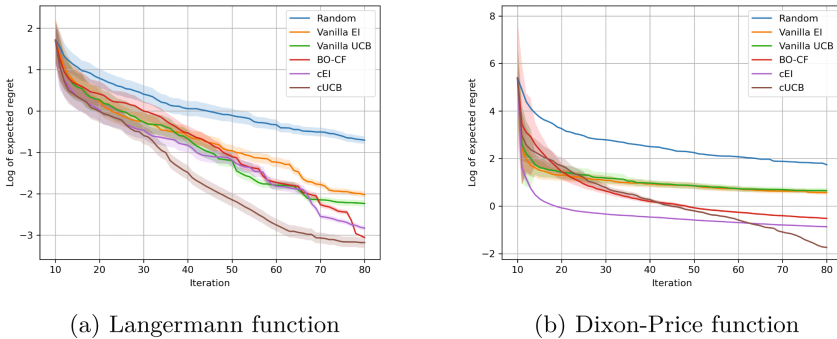 2
1
0
−1
−2
−3
Log of expected regret
10 20 30 40 50 60 70 80
Iteration
Random
Vanilla EI
Vanilla UCB
BO-CF
cEI
cUCB
(a) Langermann function
8
6
4
2
0
−2
Log of expected regret
10 20 30 40 50 60 70 80
Iteration
Random
Vanilla EI
Vanilla UCB
BO-CF
cEI
cUCB
(b) Dixon-Price function